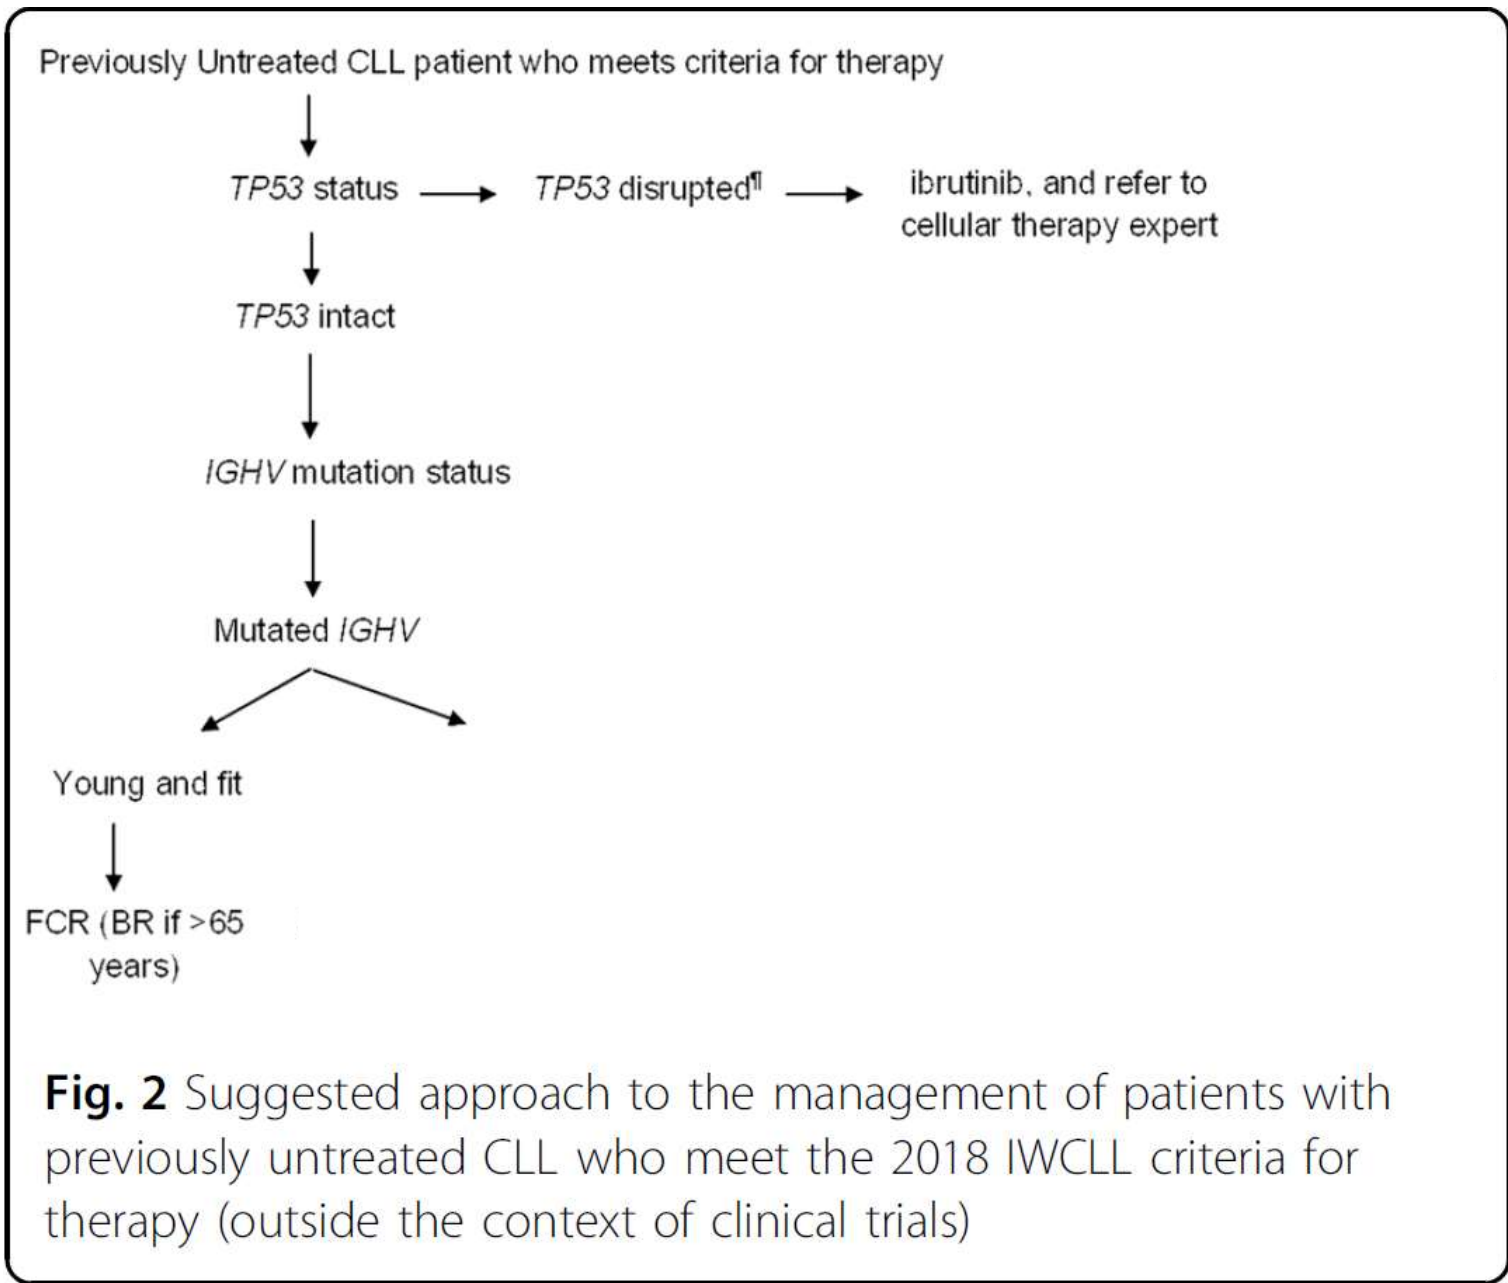 Previously Untreated CLL patient who meets criteria for therapy
TP53 status
TP53 disrupted¶
ibrutinib, and refer to
cellular therapy expert
TP53 intact
IGHV mutation status
Mutated IGHV
Young and fit
FCR (BR if >65
years)
Fig. 2 Suggested approach to the management of patients with
previously untreated CLL who meet the 2018 IWCLL criteria for
therapy (outside the context of clinical trials)